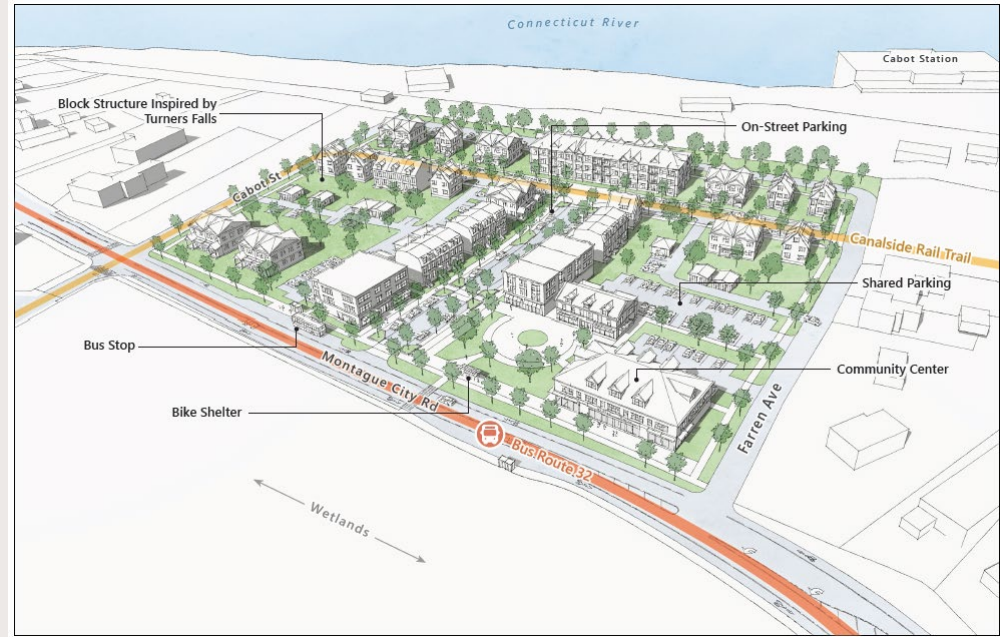 Connecticut River
Cabot Station
Block Structure Inspired by
Turners Falls
On-Street Parking
Cabot St
Canalside Rail Trail
Shared Parking
Bus Stop
Montague City Rd
Community Center
Bike Shelter
Farren Ave
Bus Route 32
Wetlands